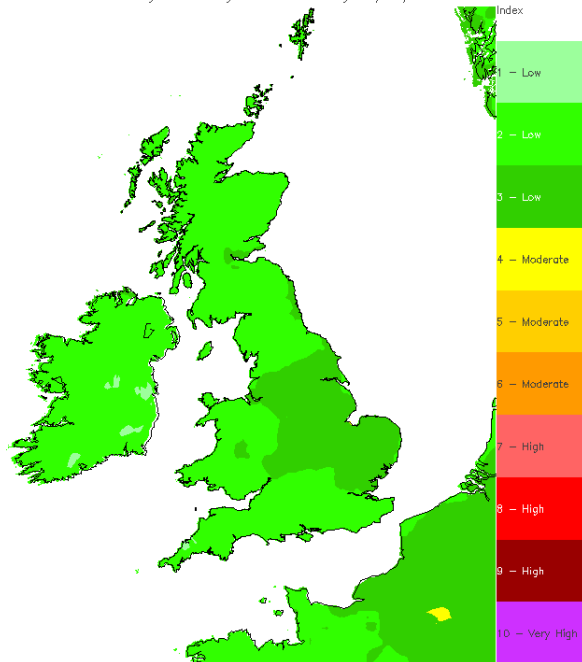 Index
1 – Low
2 – Low
3 – Low
4 – Moderate
5 – Moderate
6 – Moderate
7 – High
8 – High
9 – High
10 – Very High